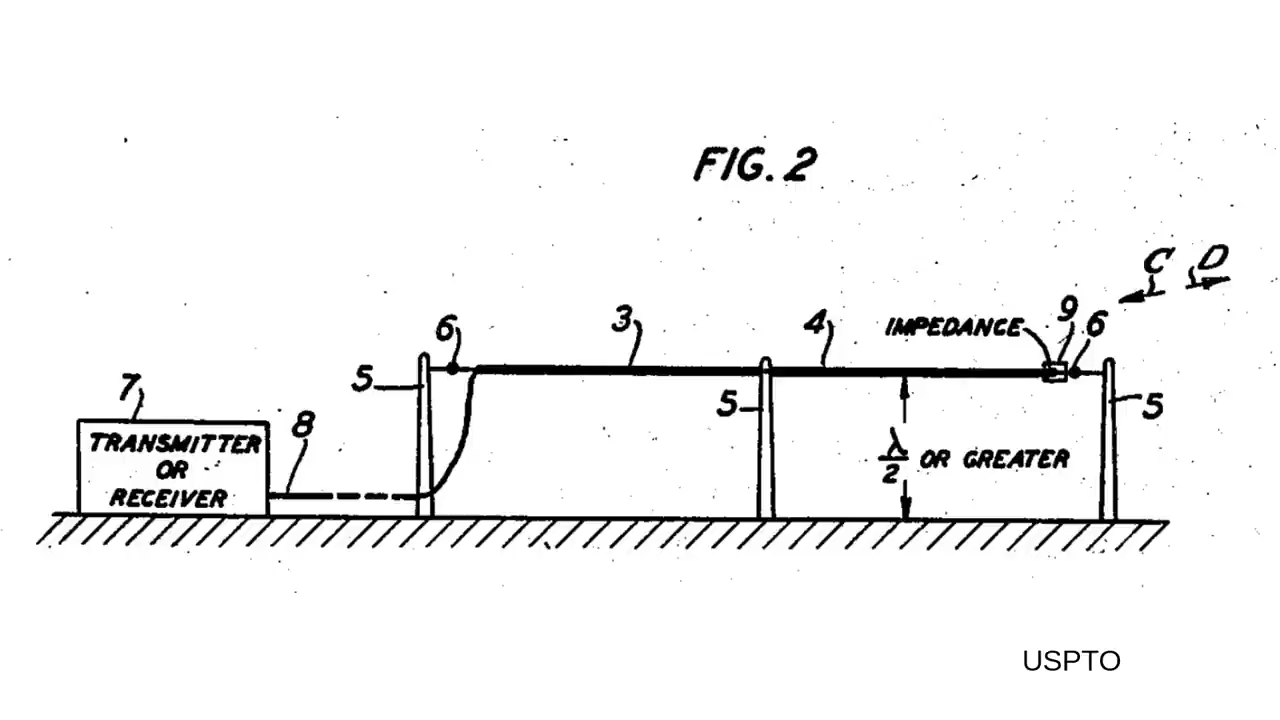 FIG. 2
C D
IMPEDANCE 9 6
3
4
6
5
5
5
7
TRANSMITTER
OR
RECEIVER
8
λ/2 OR GREATER
USPTO